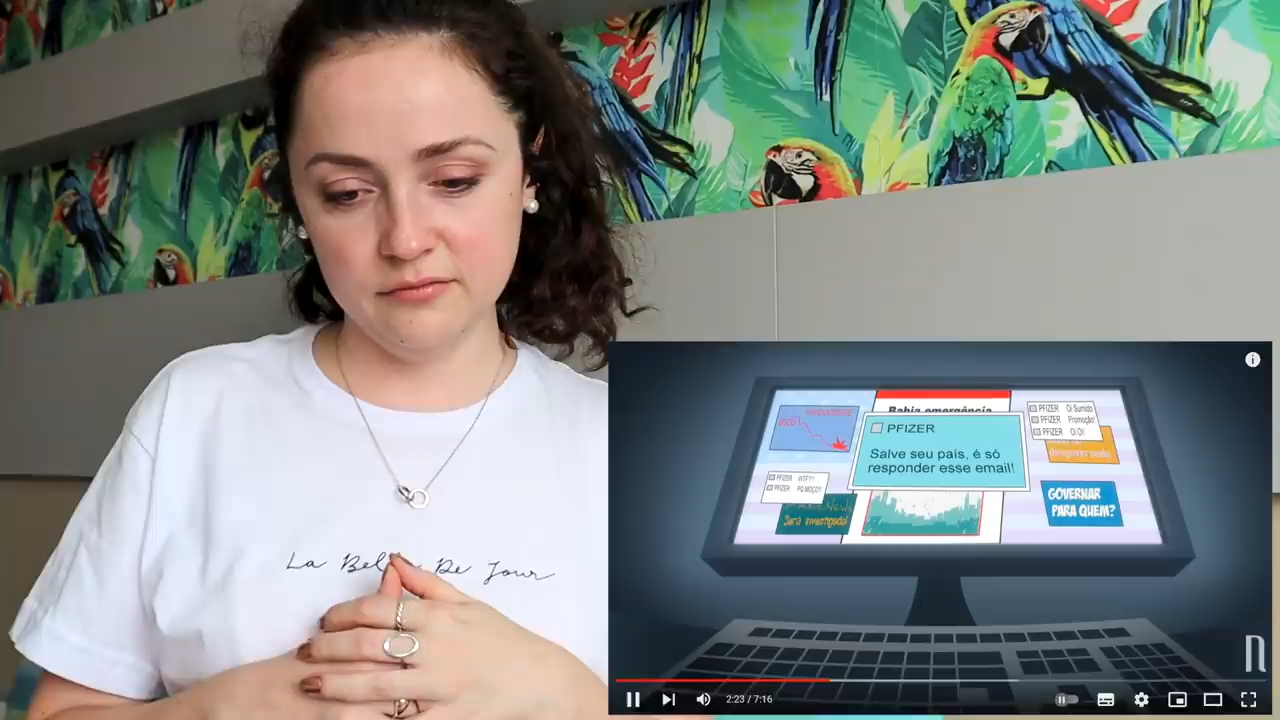 La Belle De Jour
Bahia emergência
PFIZER
Salve seu país, é só
responder esse email!
PFIZER Oi Sumido
PFIZER Promoção!
PFIZER Oi Oi!
PFIZER WTF?!!
PFIZER PQ MOÇO?
Será investigado!
GOVERNAR
PARA QUEM?
2:23 / 7:16